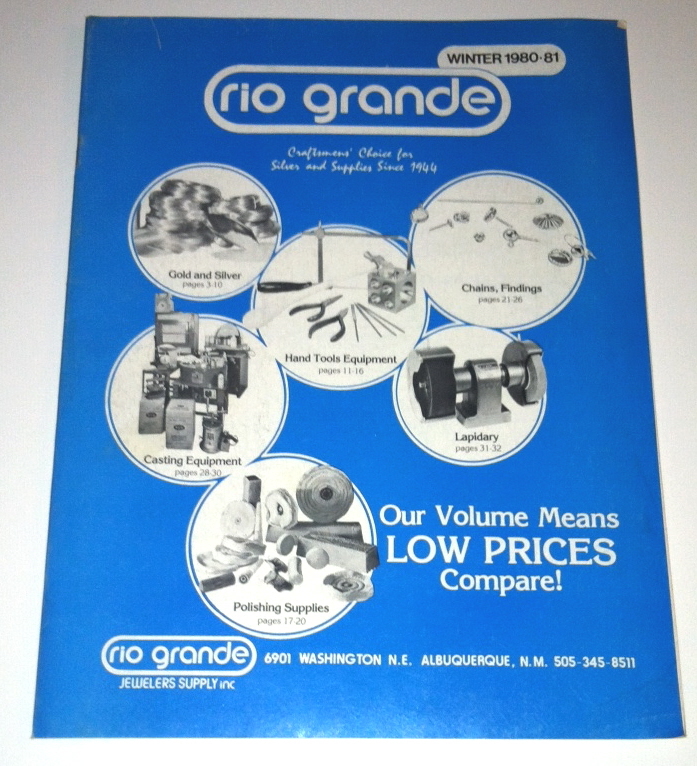 WINTER 1980-81
rio grande
Craftsmens' Choice for
Silver and Supplies Since 1944
Gold and Silver
pages 3-10
Chains, Findings
pages 21-26
Hand Tools Equipment
pages 11-16
Casting Equipment
pages 28-30
Lapidary
pages 31-32
Polishing Supplies
pages 17-20
Our Volume Means
LOW PRICES
Compare!
rio grande
JEWELERS SUPPLY inc
6901 WASHINGTON N.E. ALBUQUERQUE, N.M. 505-345-8511